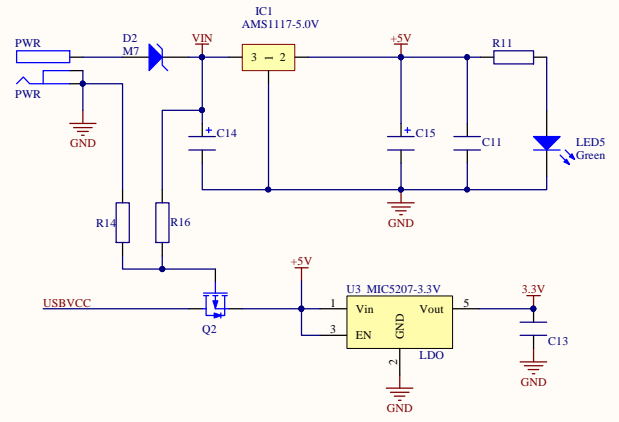 IC1
AMS1117-5.0V
PWR
D2
M7
VIN
3 1 2
+5V
R11
PWR
GND
C14
C15
C11
LED5
Green
R14
R16
GND
+5V
U3 MIC5207-3.3V
3.3V
USBVCC
Q2
1
Vin
Vout
5
GND
3
EN
2
LDO
C13
GND
GND